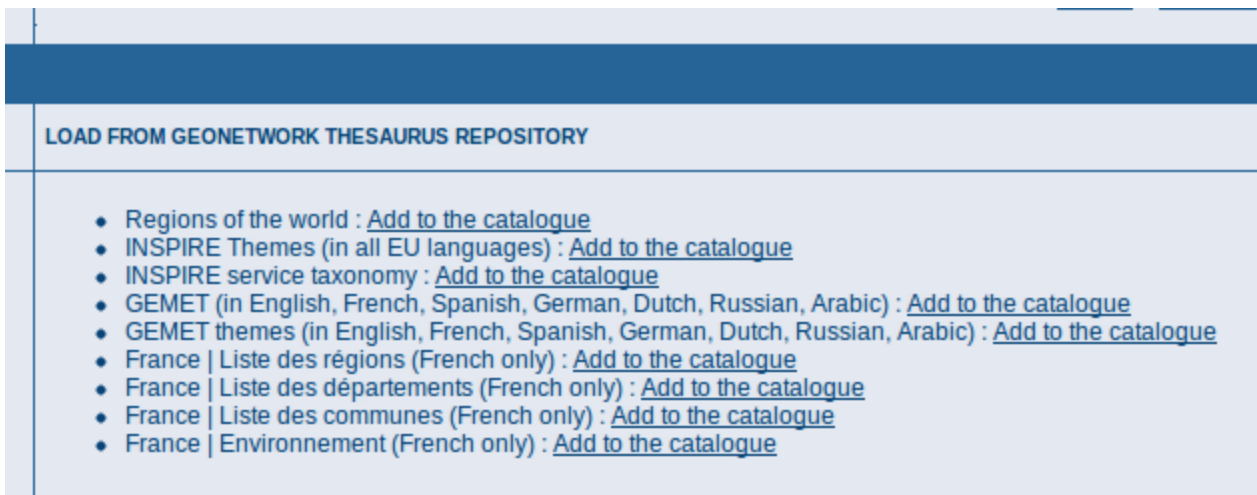 LOAD FROM GEONETWORK THESAURUS REPOSITORY
• Regions of the world : Add to the catalogue
• INSPIRE Themes (in all EU languages) : Add to the catalogue
• INSPIRE service taxonomy : Add to the catalogue
• GEMET (in English, French, Spanish, German, Dutch, Russian, Arabic) : Add to the catalogue
• GEMET themes (in English, French, Spanish, German, Dutch, Russian, Arabic) : Add to the catalogue
• France | Liste des régions (French only) : Add to the catalogue
• France | Liste des départements (French only) : Add to the catalogue
• France | Liste des communes (French only) : Add to the catalogue
• France | Environnement (French only) : Add to the catalogue